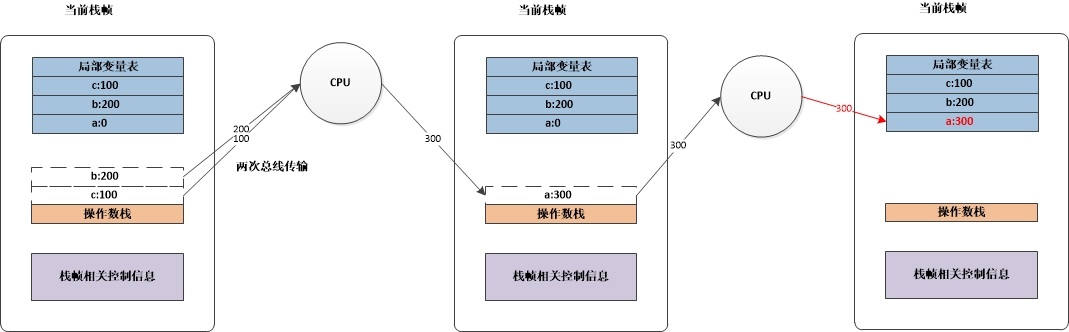 当前栈帧
局部变量表
c:100
b:200
a:0
b:200
c:100
操作数栈
栈帧相关控制信息
200
100
两次总线传输
CPU
300
当前栈帧
局部变量表
c:100
b:200
a:0
a:300
操作数栈
栈帧相关控制信息
300
CPU
300
当前栈帧
局部变量表
c:100
b:200
a:300
操作数栈
栈帧相关控制信息